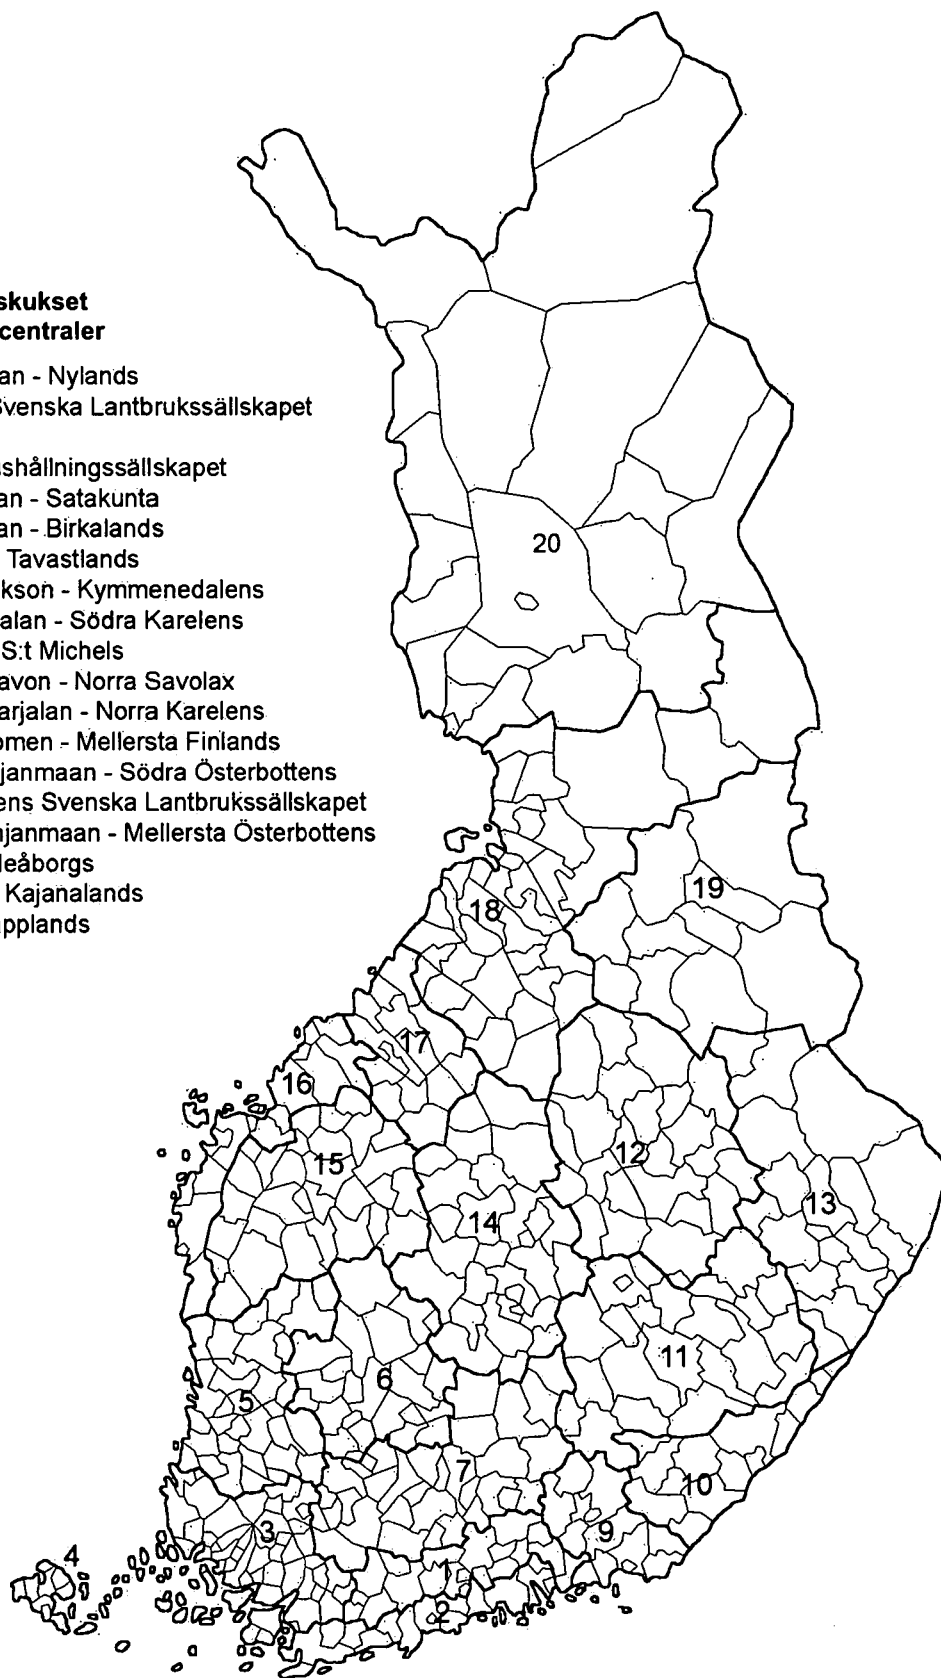 skukset
centraler
an - Nylands
Svenska Lantbrukssällskapet
shållningssällskapet
an - Satakunta
an - Birkalands
Tavastlands
kson - Kymmenedalens
alan - Södra Karelens
S:t Michels
avon - Norra Savolax
arjalan - Norra Karelens
omen - Mellersta Finlands
janmaan - Södra Österbottens
ens Svenska Lantbrukssällskapet
njanmaan - Mellersta Österbottens
leåborgs
Kajanalands
applands
20
19
18
17
16
15
12
13
14
11
6
5
7
10
3
9
4
1
2